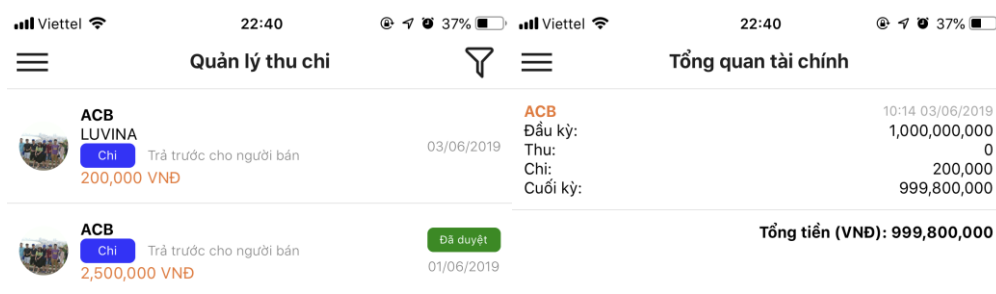 Viettel 22:40 37%
Quản lý thu chi
ACB
LUVINA
Chi Trả trước cho người bán 03/06/2019
200,000 VNĐ
ACB
Đã duyệt
Chi Trả trước cho người bán
2,500,000 VNĐ 01/06/2019
Viettel 22:40 37%
Tổng quan tài chính
ACB 10:14 03/06/2019
Đầu kỳ: 1,000,000,000
Thu: 0
Chi: 200,000
Cuối kỳ: 999,800,000
Tổng tiền (VNĐ): 999,800,000